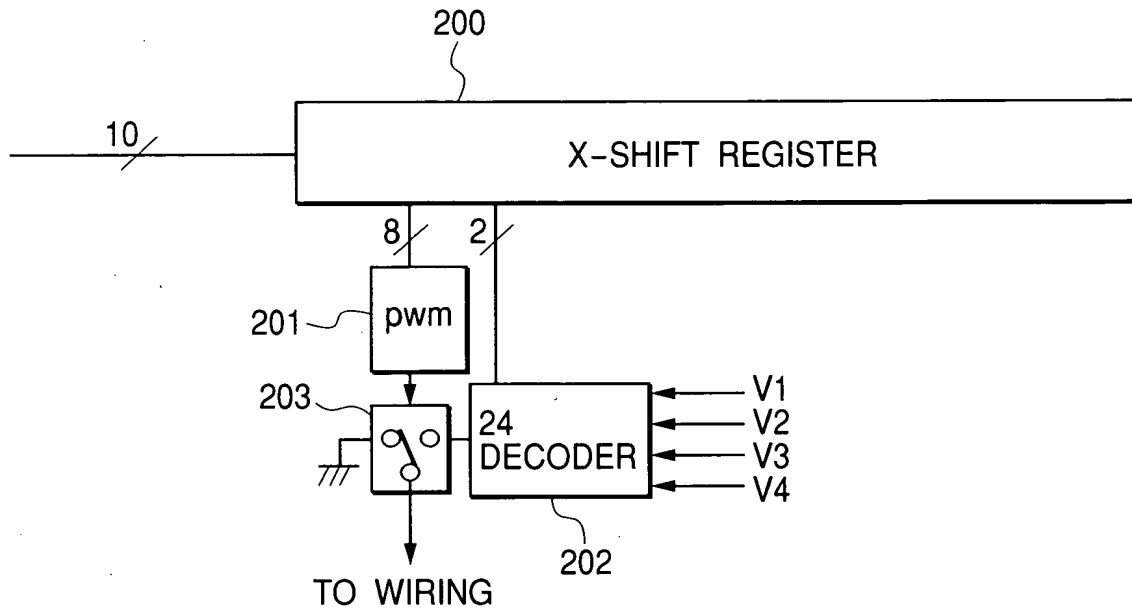 200
10
X-SHIFT REGISTER
8
2
201
pwm
203
24
DECODER
V1
V2
V3
V4
202
TO WIRING